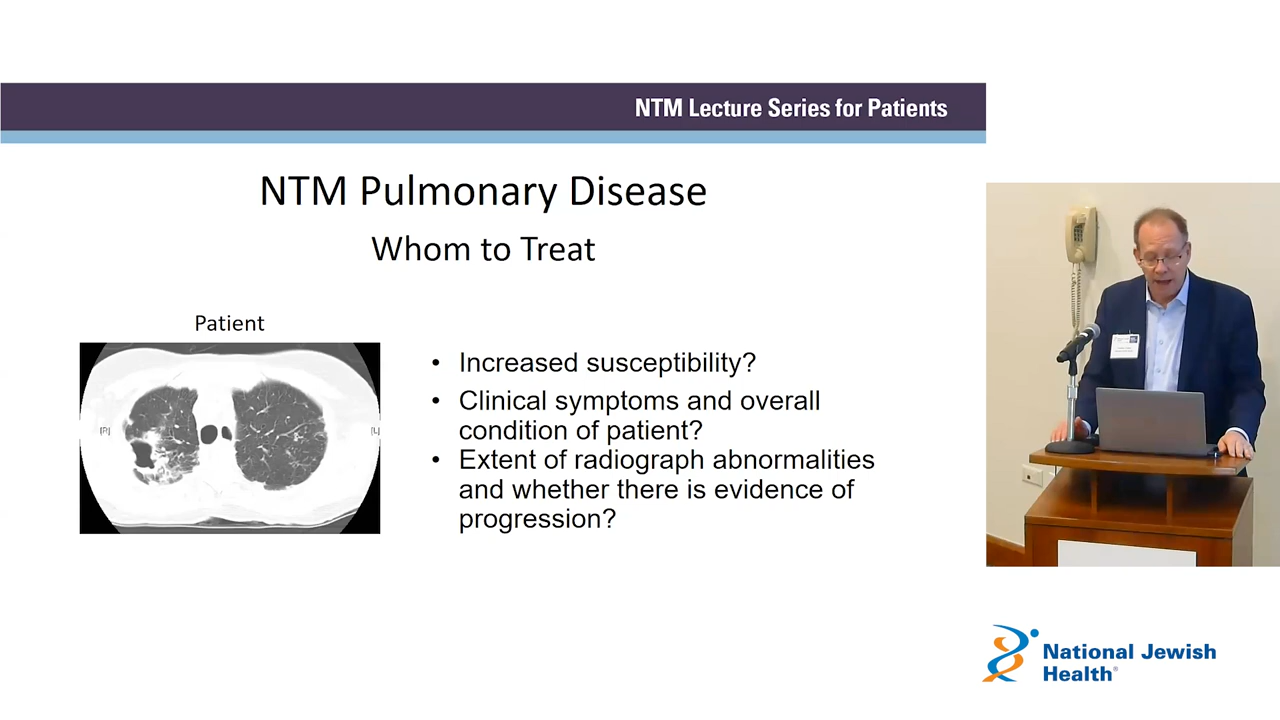 NTM Lecture Series for Patients
NTM Pulmonary Disease
Whom to Treat
Patient
[R]
[L]
• Increased susceptibility?
• Clinical symptoms and overall
condition of patient?
• Extent of radiograph abnormalities
and whether there is evidence of
progression?
National Jewish
Health®